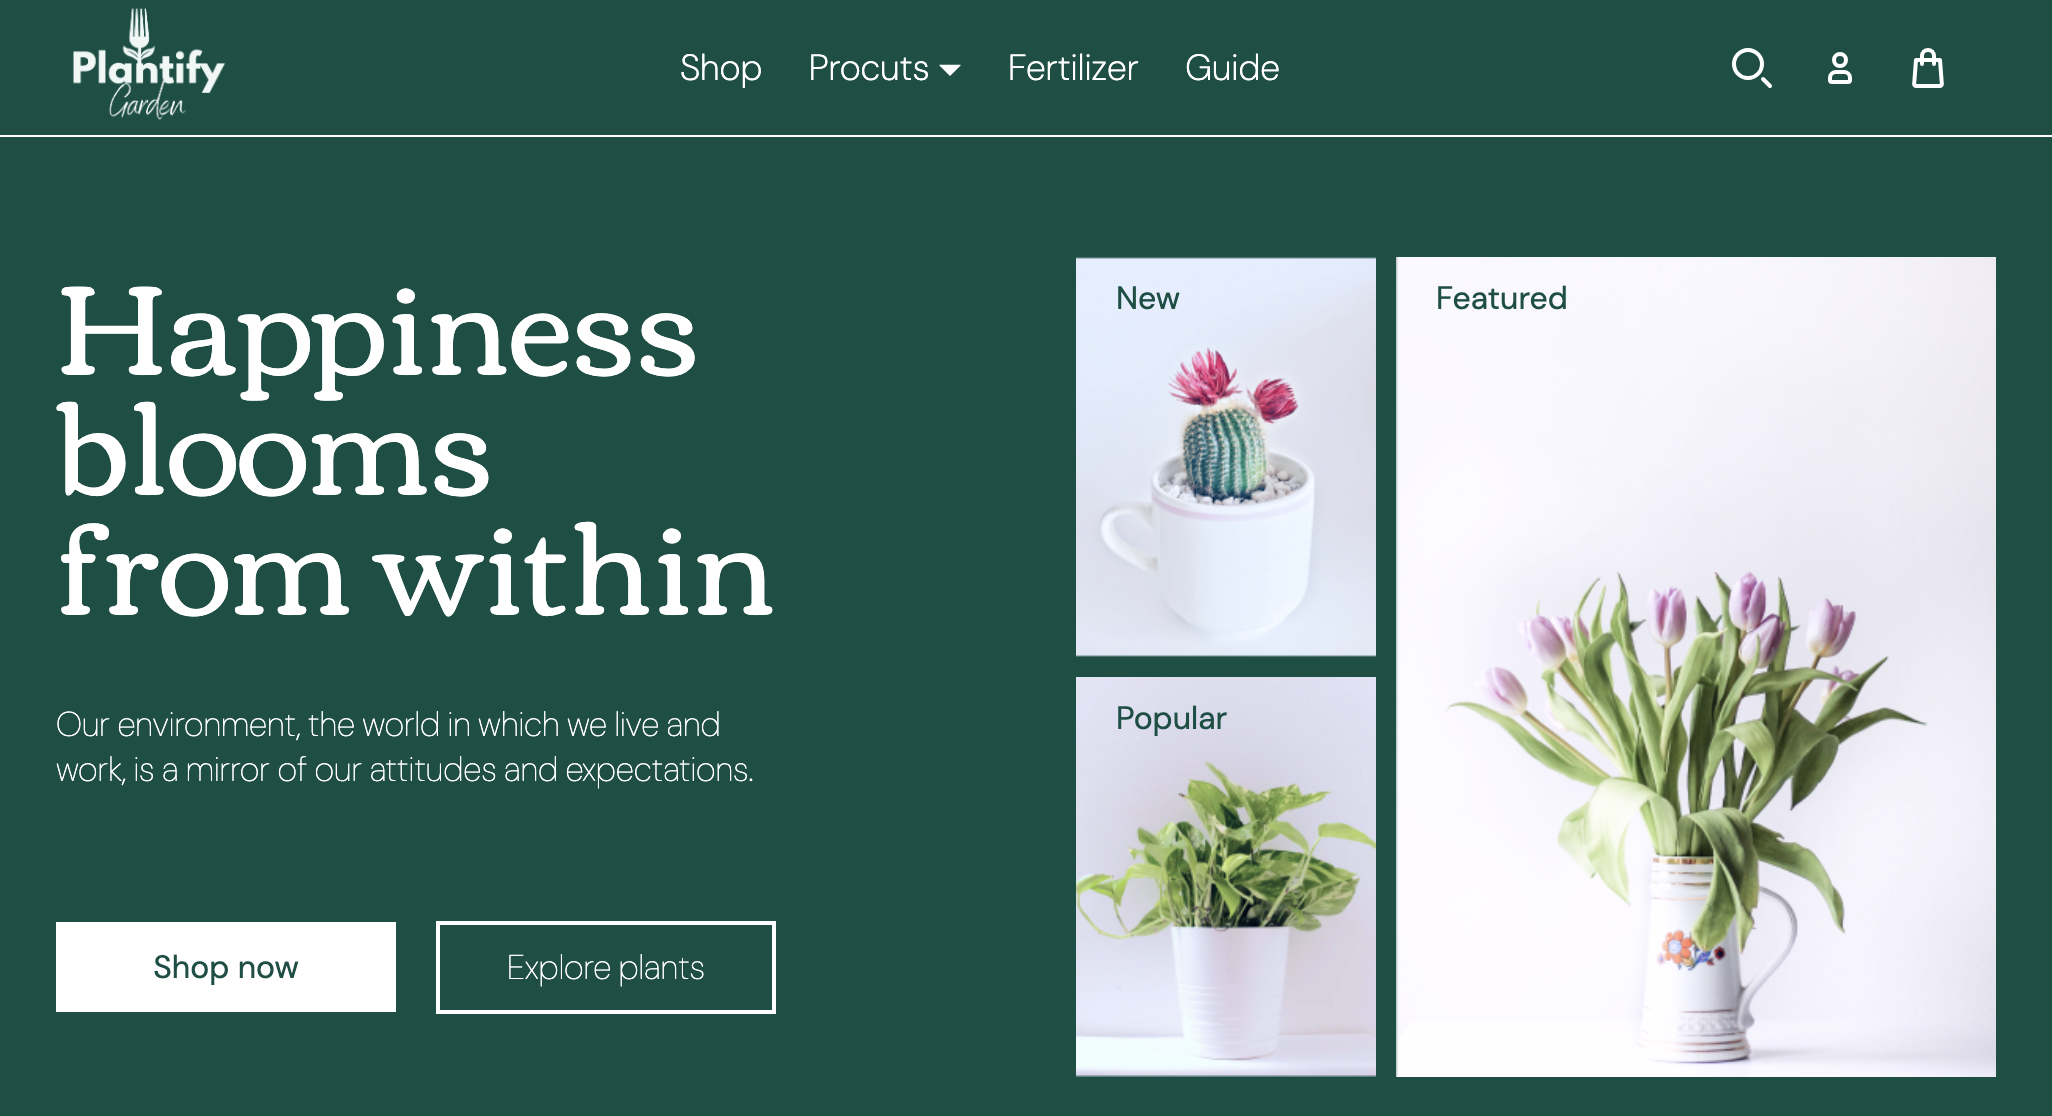 Plantify
Garden
Shop
Procuts
Fertilizer
Guide
Happiness
blooms
from within
Our environment, the world in which we live and
work, is a mirror of our attitudes and expectations.
Shop now
Explore plants
New
Popular
Featured